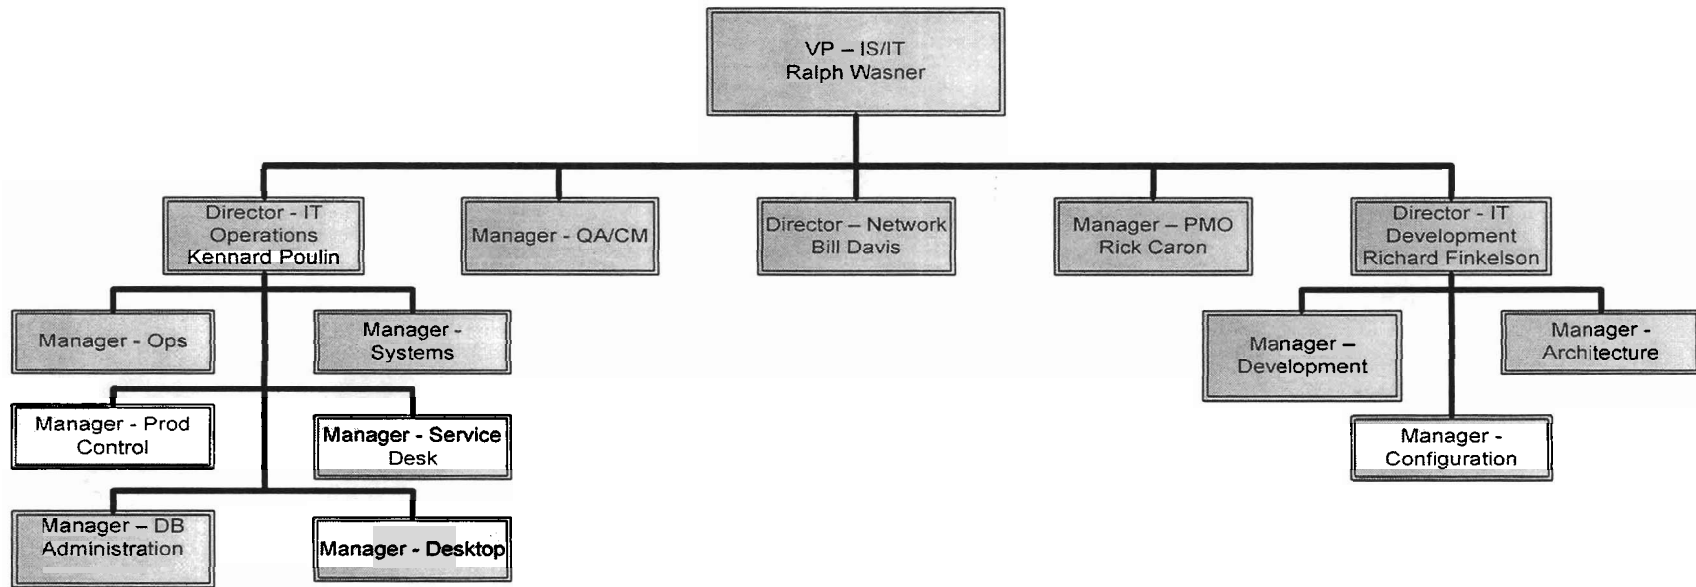 VP – IS/IT
Ralph Wasner
Director - IT
Operations
Kennard Poulin
Manager - QA/CM
Director – Network
Bill Davis
Manager – PMO
Rick Caron
Director - IT
Development
Richard Finkelson
Manager - Ops
Manager -
Systems
Manager –
Development
Manager -
Architecture
Manager - Prod
Control
Manager - Service
Desk
Manager -
Configuration
Manager – DB
Administration
Manager - Desktop